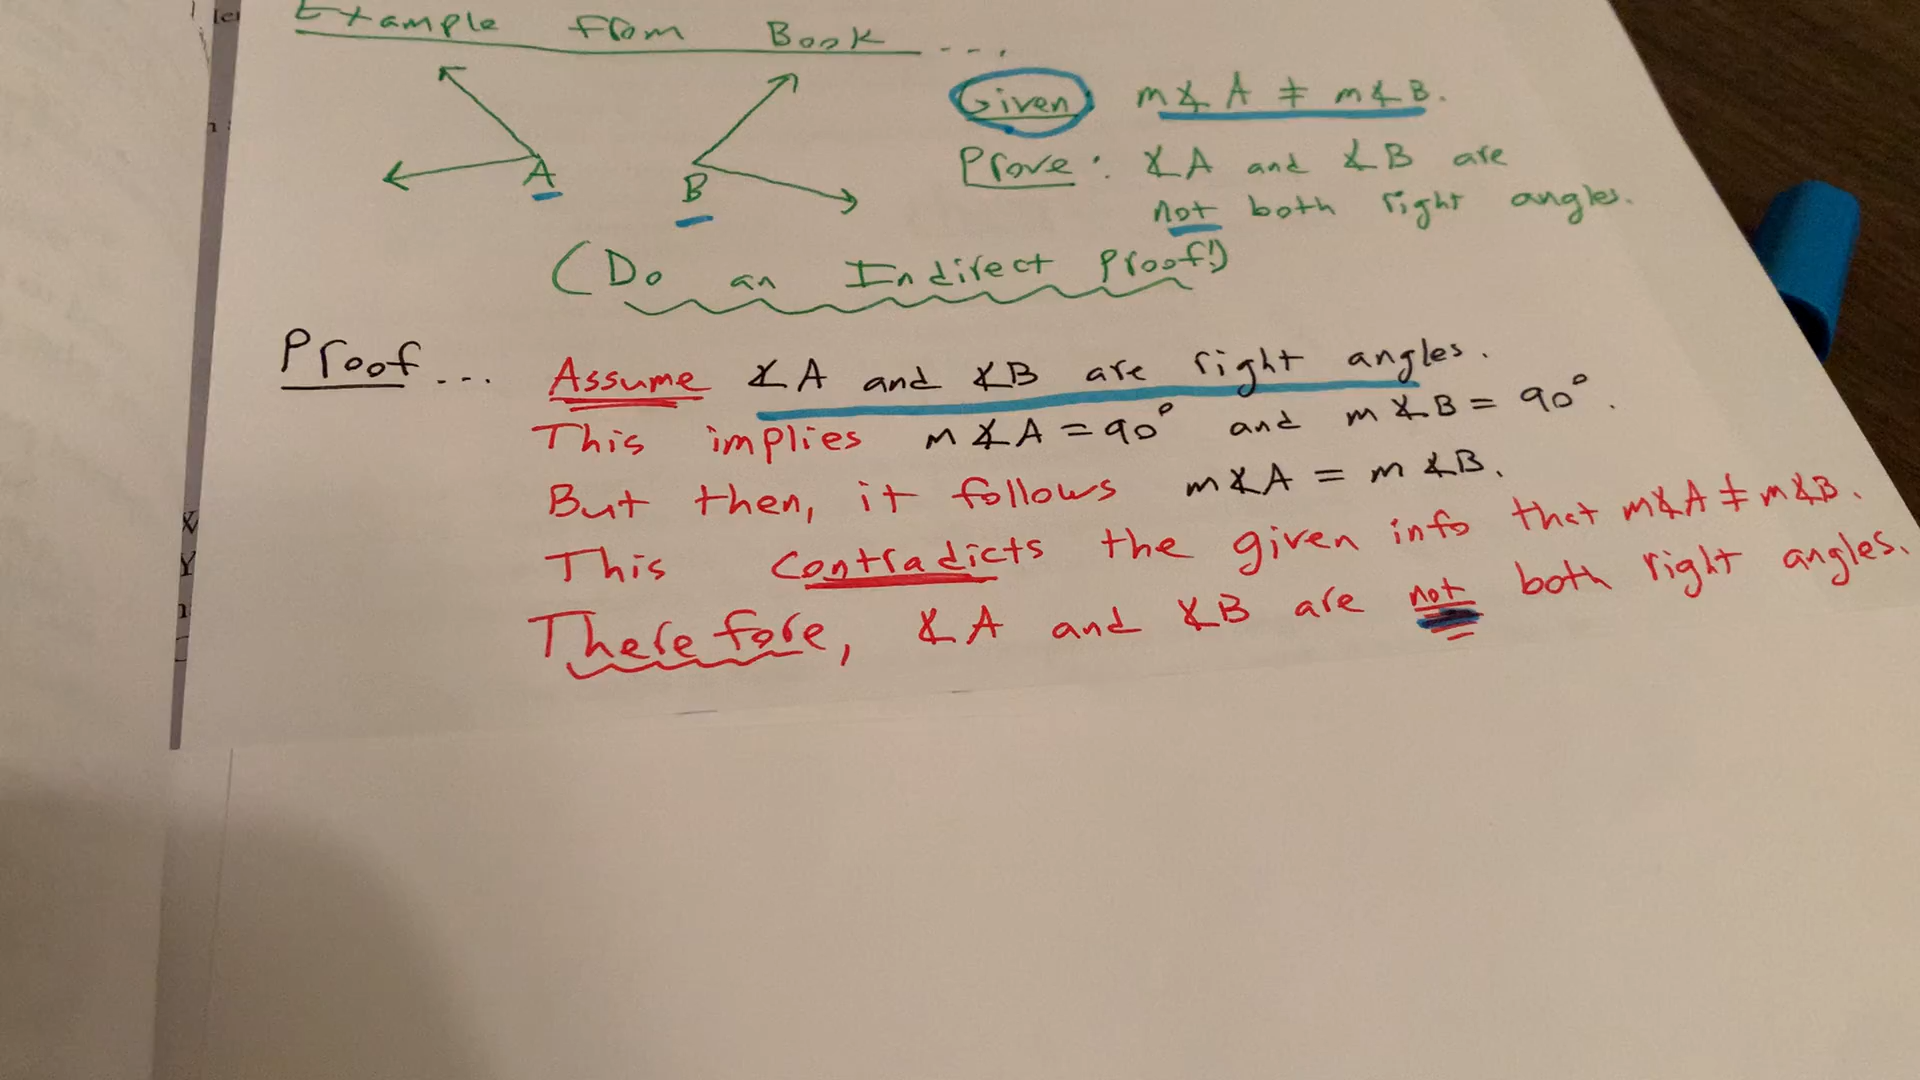 Example from Book ...
Given m∡A ≠ m∡B.
Prove: ∡A and ∡B are
not both right angles.
A
B
(Do an Indirect Proof!)
Proof... Assume ∡A and ∡B are right angles.
This implies m∡A = 90° and m∡B = 90°.
But then, it follows m∡A = m∡B.
This contradicts the given info that m∡A ≠ m∡B.
Therefore, ∡A and ∡B are not both right angles.